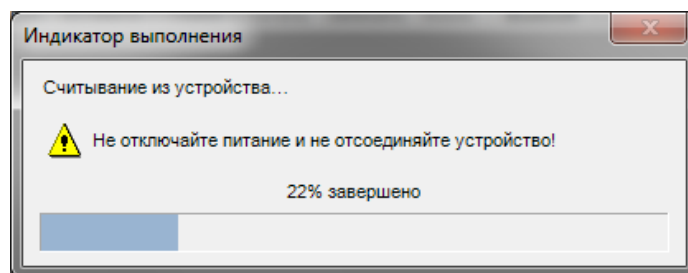 Индикатор выполнения
Считывание из устройства...
Не отключайте питание и не отсоединяйте устройство!
22% завершено